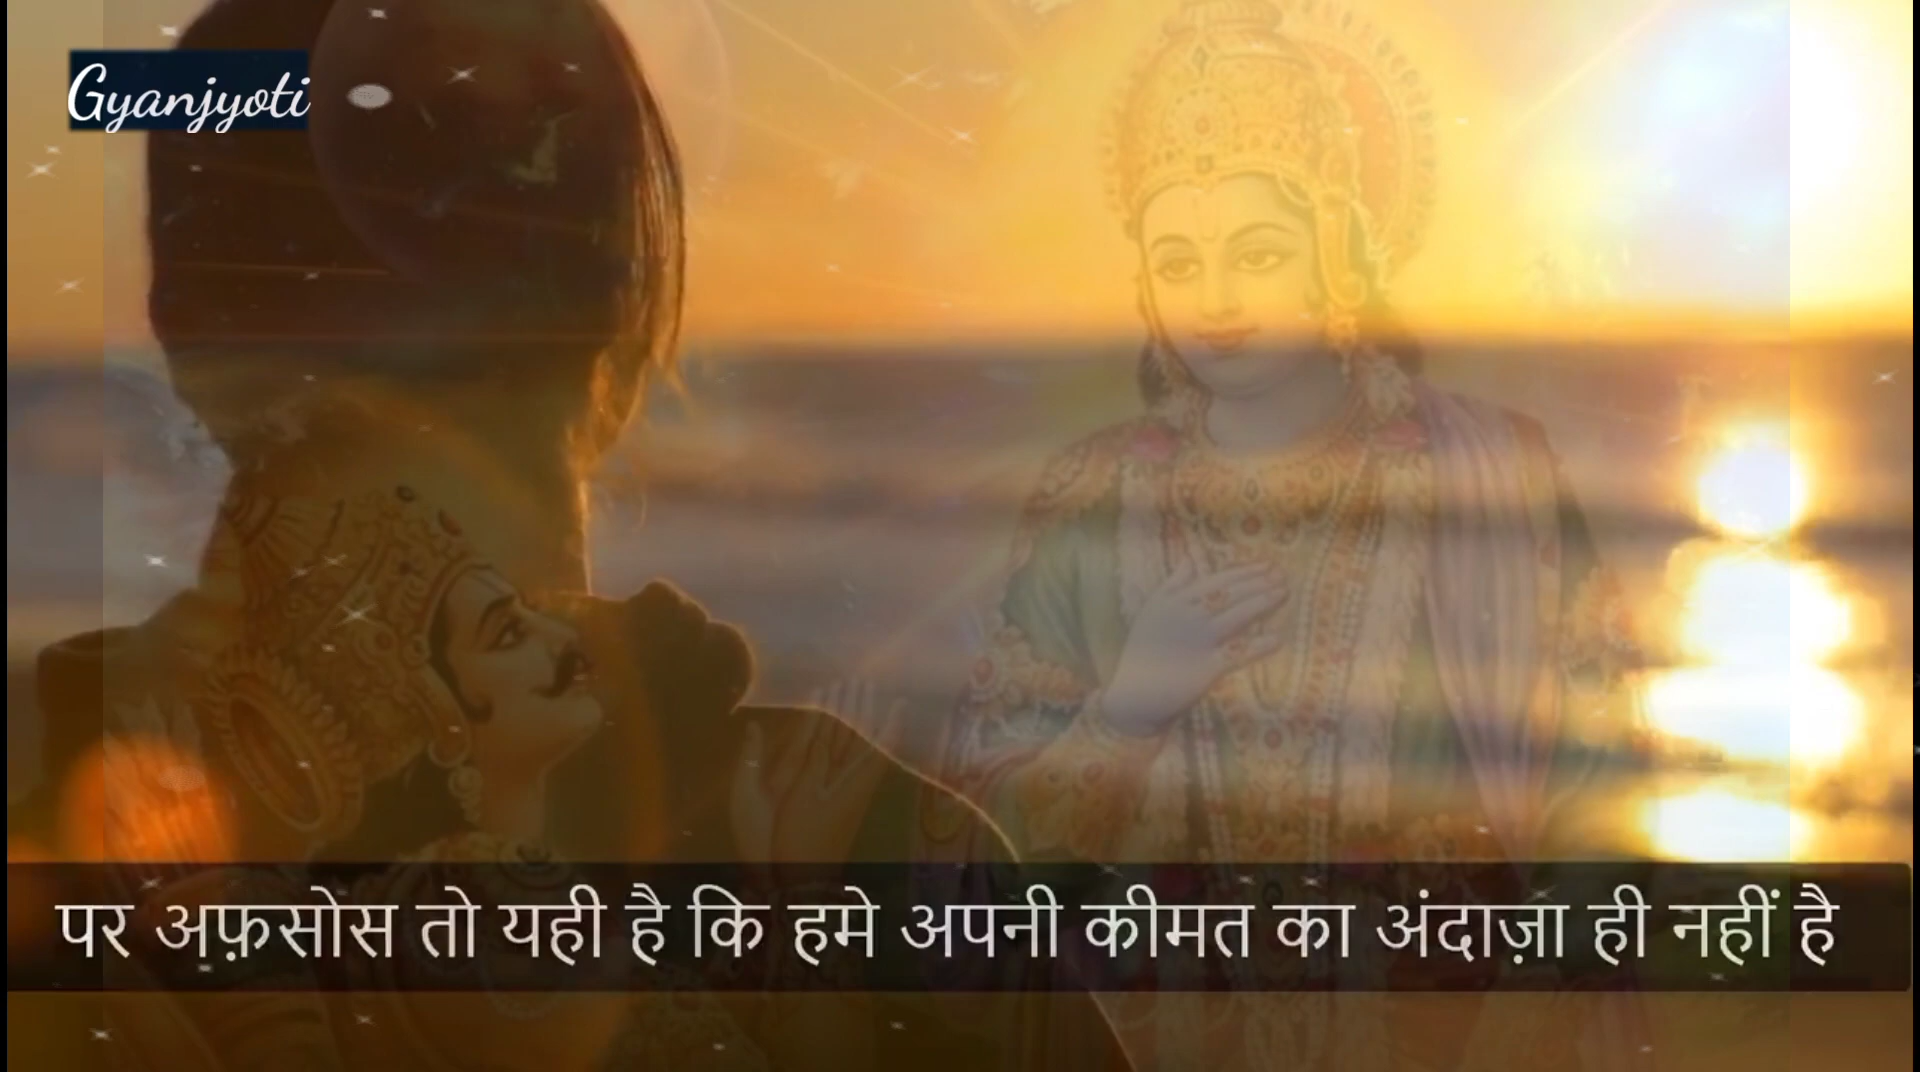 Gyanjyoti
पर अफ़सोस तो यही है कि हमे अपनी कीमत का अंदाज़ा ही नहीं है